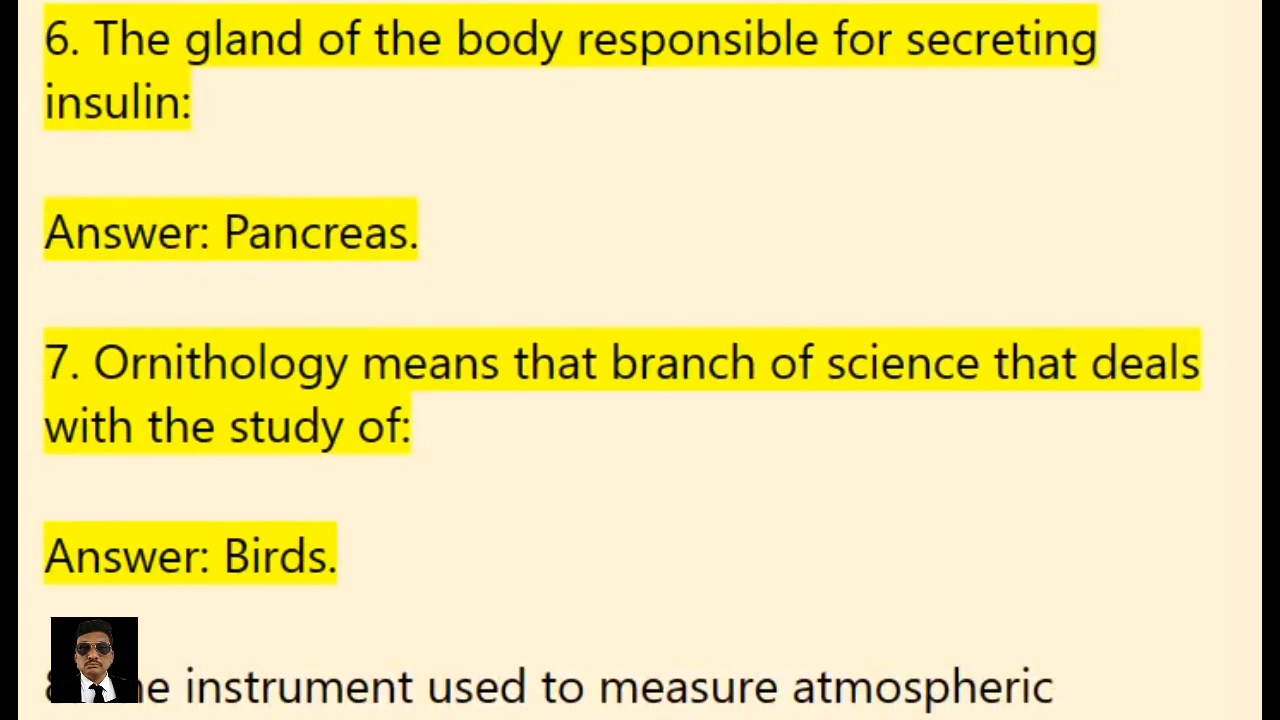 6. The gland of the body responsible for secreting
insulin:
Answer: Pancreas.
7. Ornithology means that branch of science that deals
with the study of:
Answer: Birds.
instrument used to measure atmospheric